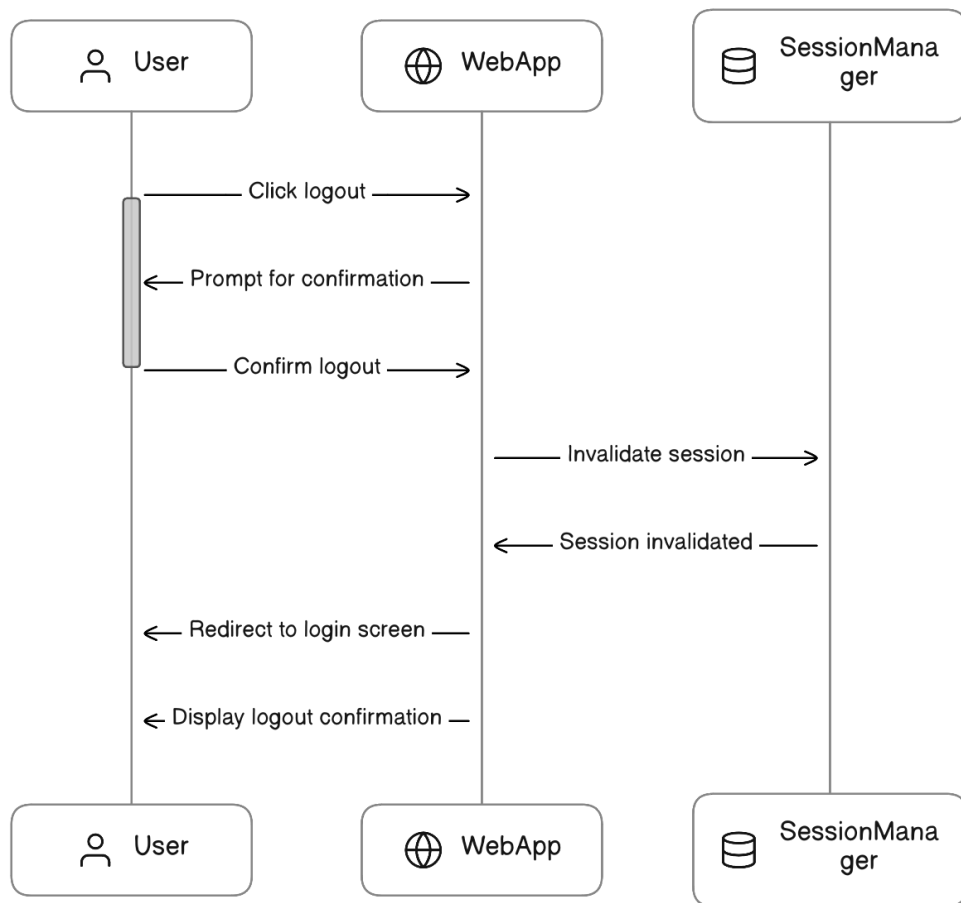 User
WebApp
SessionMana
ger
Click logout
Prompt for confirmation
Confirm logout
Invalidate session
Session invalidated
Redirect to login screen
Display logout confirmation
User
WebApp
SessionMana
ger